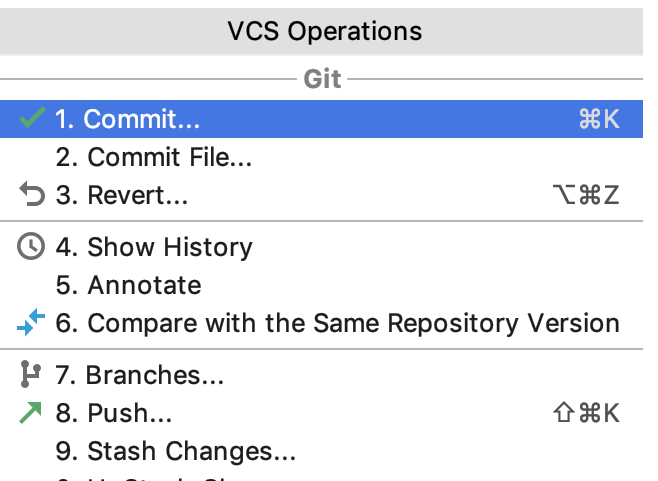 VCS Operations
Git
1. Commit... ⌘K
2. Commit File...
3. Revert... ⌥⌘Z
4. Show History
5. Annotate
6. Compare with the Same Repository Version
7. Branches...
8. Push... ⇧⌘K
9. Stash Changes...